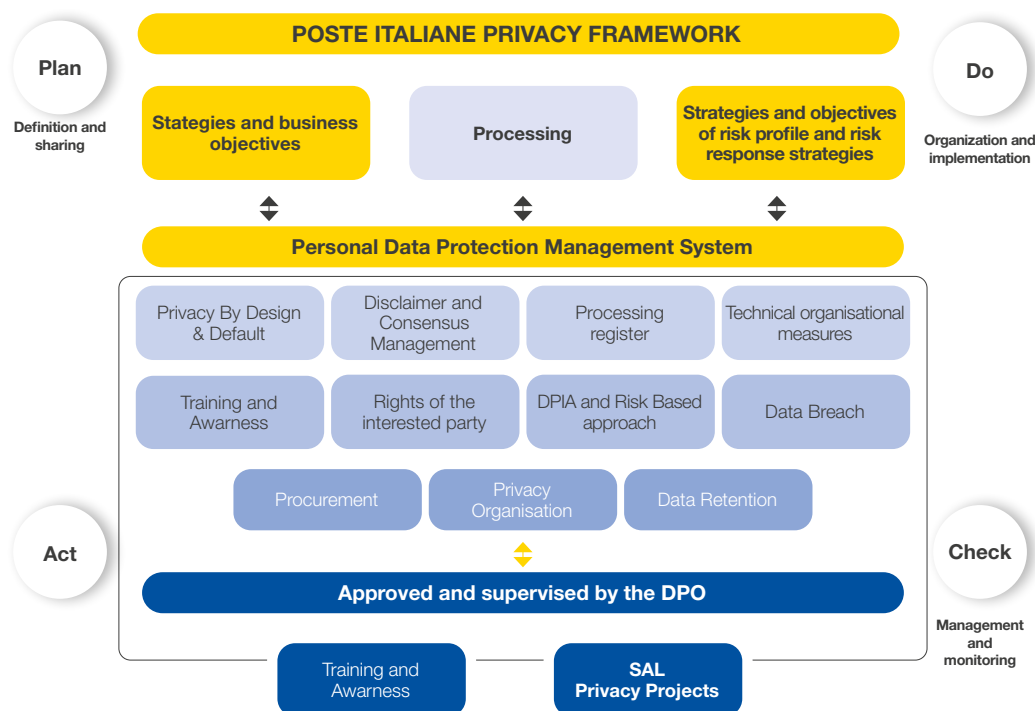 POSTE ITALIANE PRIVACY FRAMEWORK
Plan
Definition and
sharing
Do
Organization and
implementation
Stategies and business
objectives
Processing
Strategies and objectives
of risk profile and risk
response strategies
Personal Data Protection Management System
Privacy By Design
& Default
Disclaimer and
Consensus
Management
Processing
register
Technical organisational
measures
Training and
Awarness
Rights of the
interested party
DPIA and Risk Based
approach
Data Breach
Procurement
Privacy
Organisation
Data Retention
Act
Check
Management
and
monitoring
Approved and supervised by the DPO
Training and
Awarness
SAL
Privacy Projects